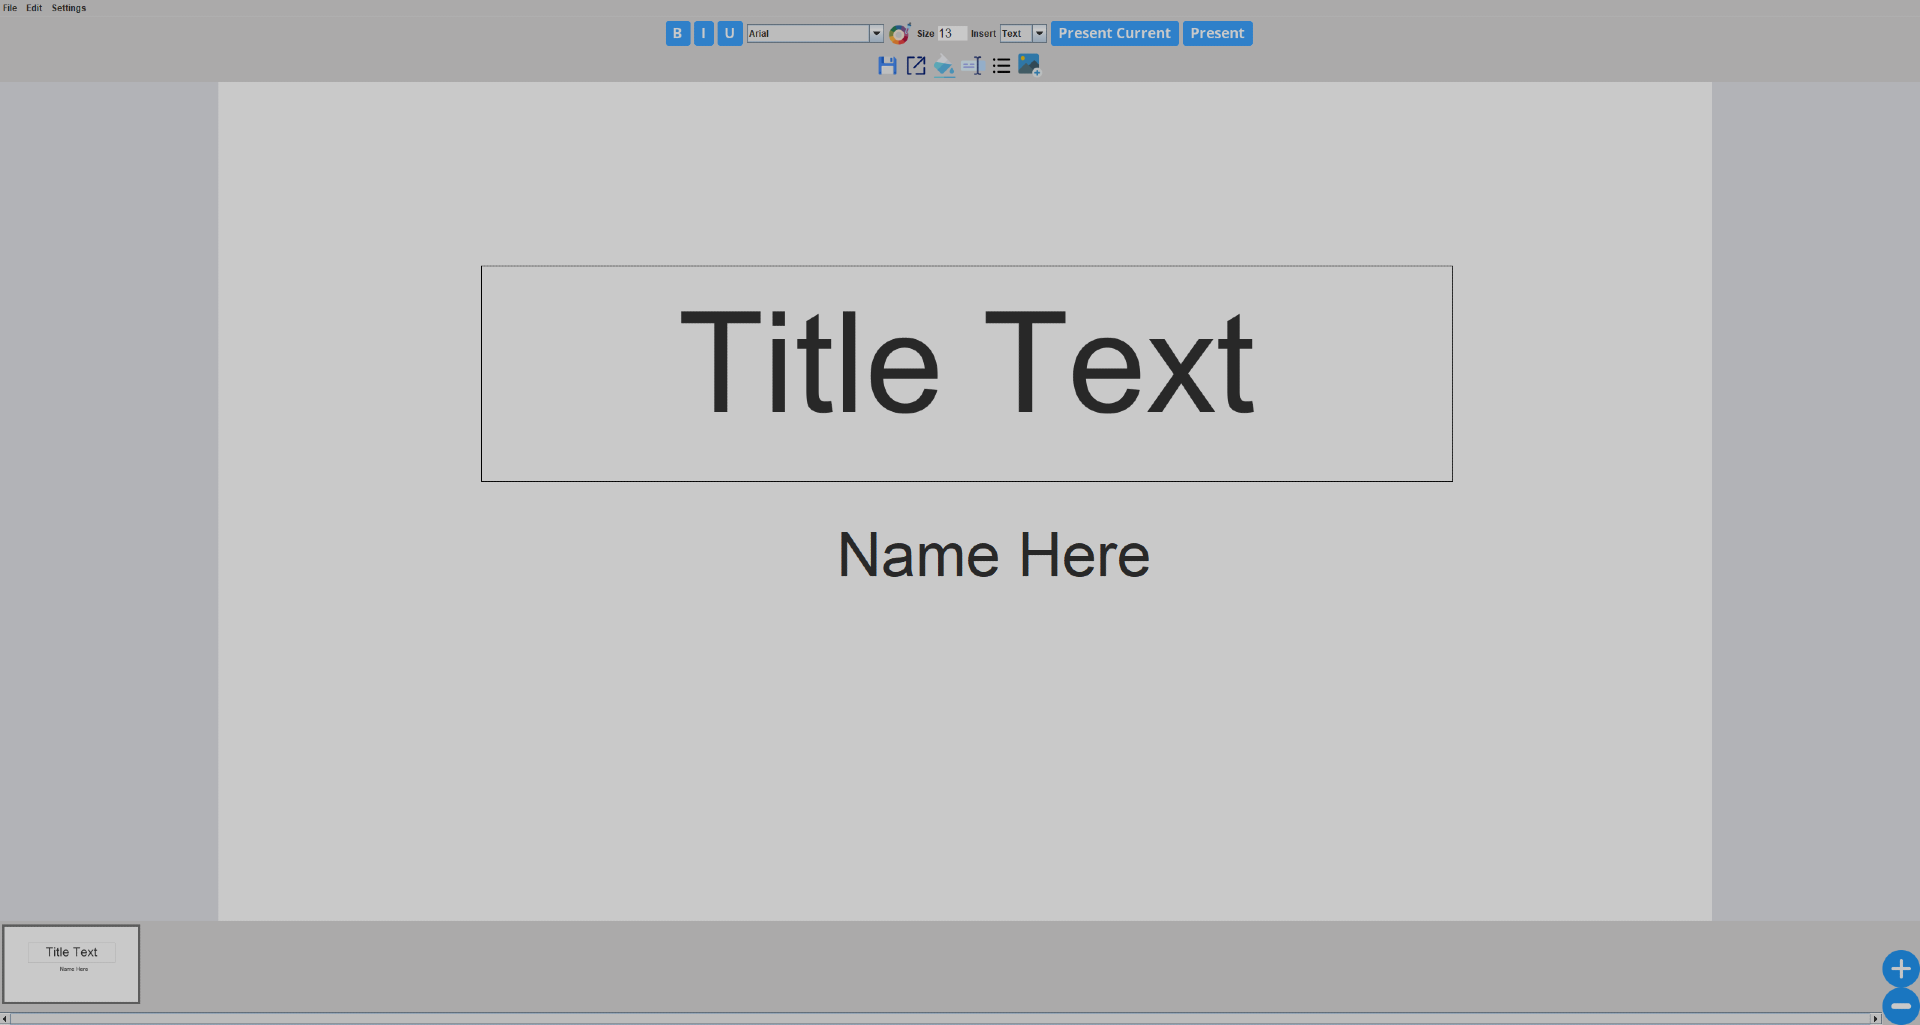 File Edit Settings
B I U Arial Size 13 Insert Text Present Current Present
Title Text
Name Here
Title Text
Name Here